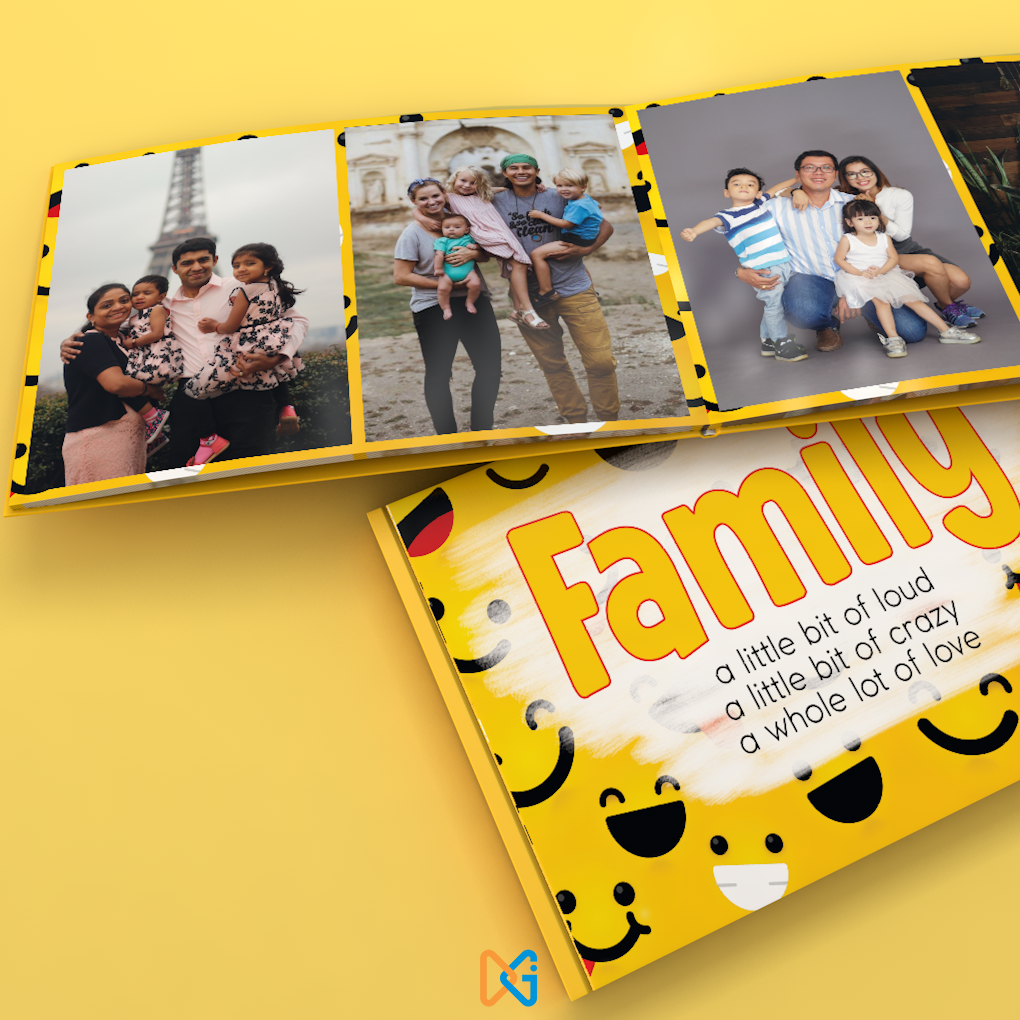 Family
a little bit of loud
a little bit of crazy
a whole lot of love